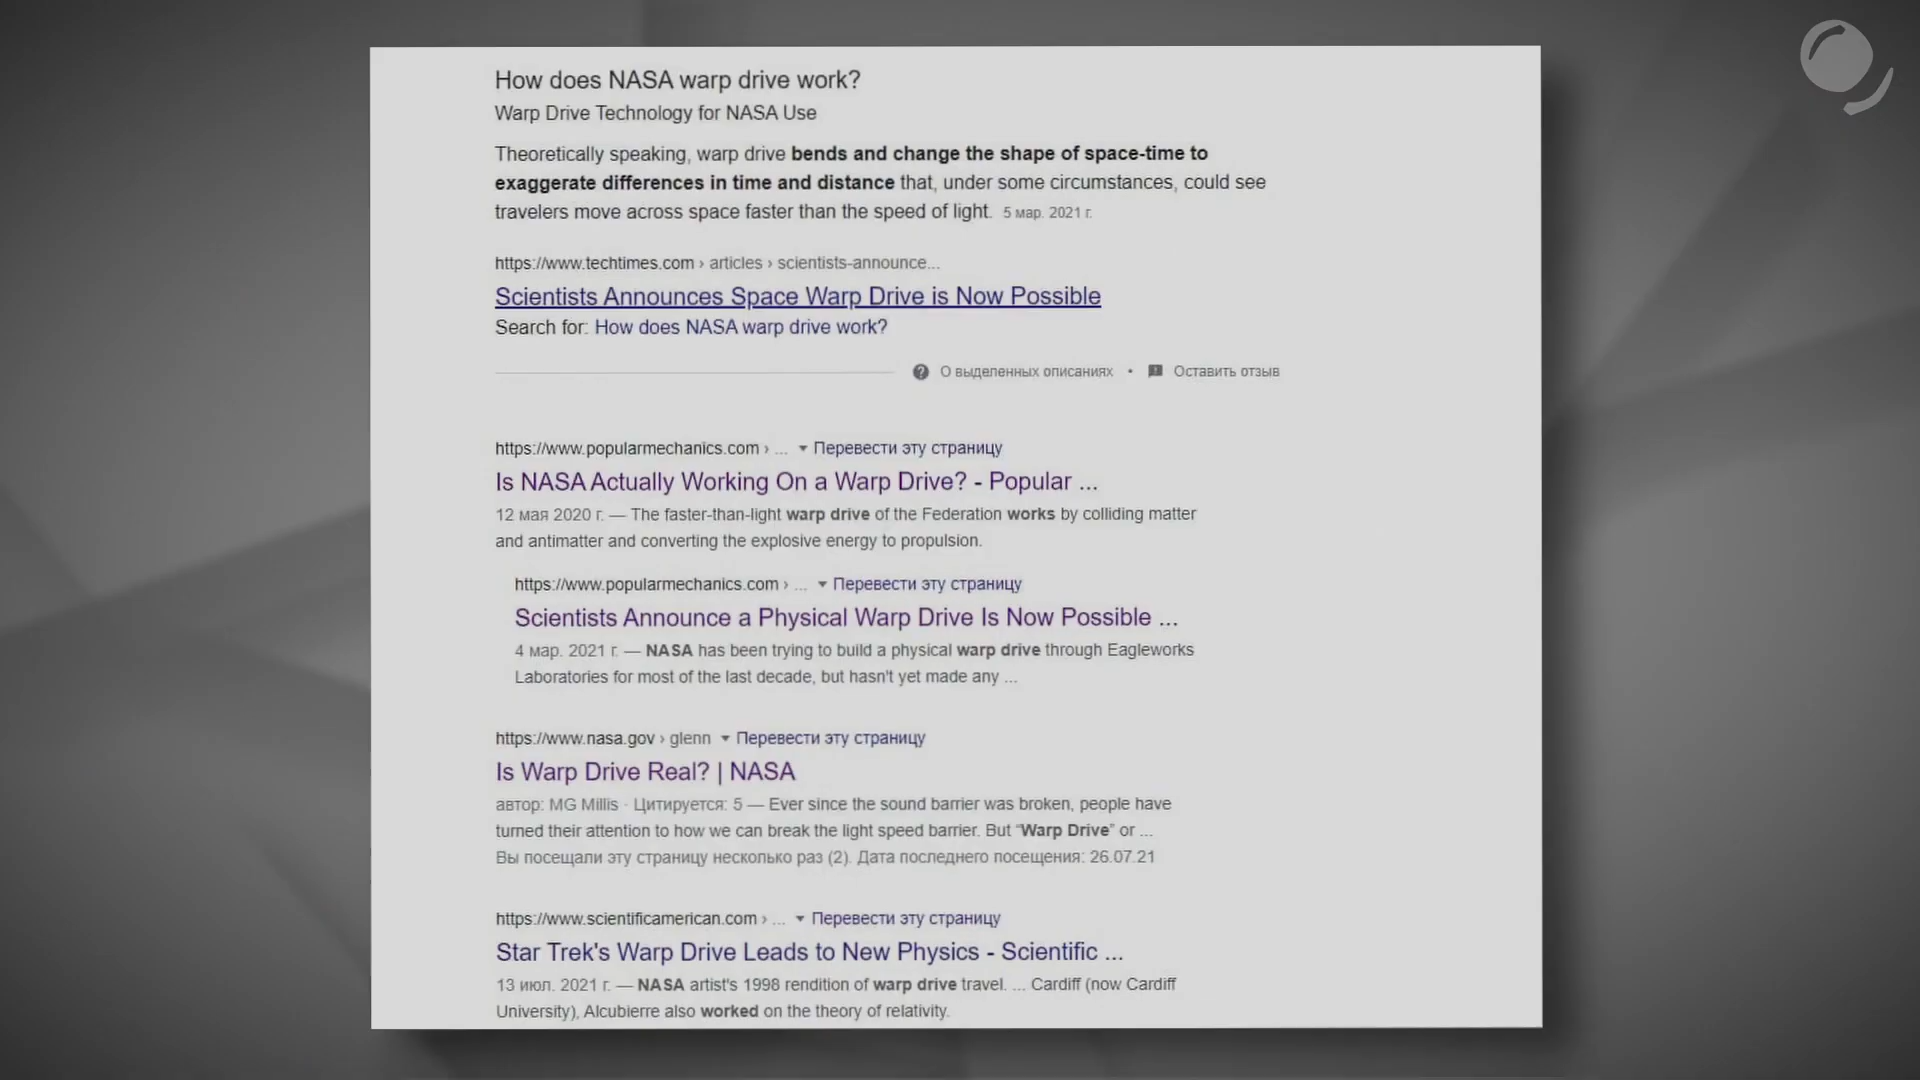 How does NASA warp drive work?
Warp Drive Technology for NASA Use
Theoretically speaking, warp drive bends and change the shape of space-time to
exaggerate differences in time and distance that, under some circumstances, could see
travelers move across space faster than the speed of light. 5 мар. 2021 г.
https://www.techtimes.com › articles › scientists-announce...
Scientists Announces Space Warp Drive is Now Possible
Search for: How does NASA warp drive work?
О выделенных описаниях • Оставить отзыв
https://www.popularmechanics.com › ... Перевести эту страницу
Is NASA Actually Working On a Warp Drive? - Popular ...
12 мая 2020 г. — The faster-than-light warp drive of the Federation works by colliding matter
and antimatter and converting the explosive energy to propulsion.
https://www.popularmechanics.com › ... Перевести эту страницу
Scientists Announce a Physical Warp Drive Is Now Possible ...
4 мар. 2021 г. — NASA has been trying to build a physical warp drive through Eagleworks
Laboratories for most of the last decade, but hasn't yet made any ...
https://www.nasa.gov › glenn Перевести эту страницу
Is Warp Drive Real? | NASA
автор: MG Millis · Цитируется: 5 — Ever since the sound barrier was broken, people have
turned their attention to how we can break the light speed barrier. But “Warp Drive” or ...
Вы посещали эту страницу несколько раз (2). Дата последнего посещения: 26.07.21
https://www.scientificamerican.com › ... Перевести эту страницу
Star Trek's Warp Drive Leads to New Physics - Scientific ...
13 июл. 2021 г. — NASA artist's 1998 rendition of warp drive travel. ... Cardiff (now Cardiff
University), Alcubierre also worked on the theory of relativity.